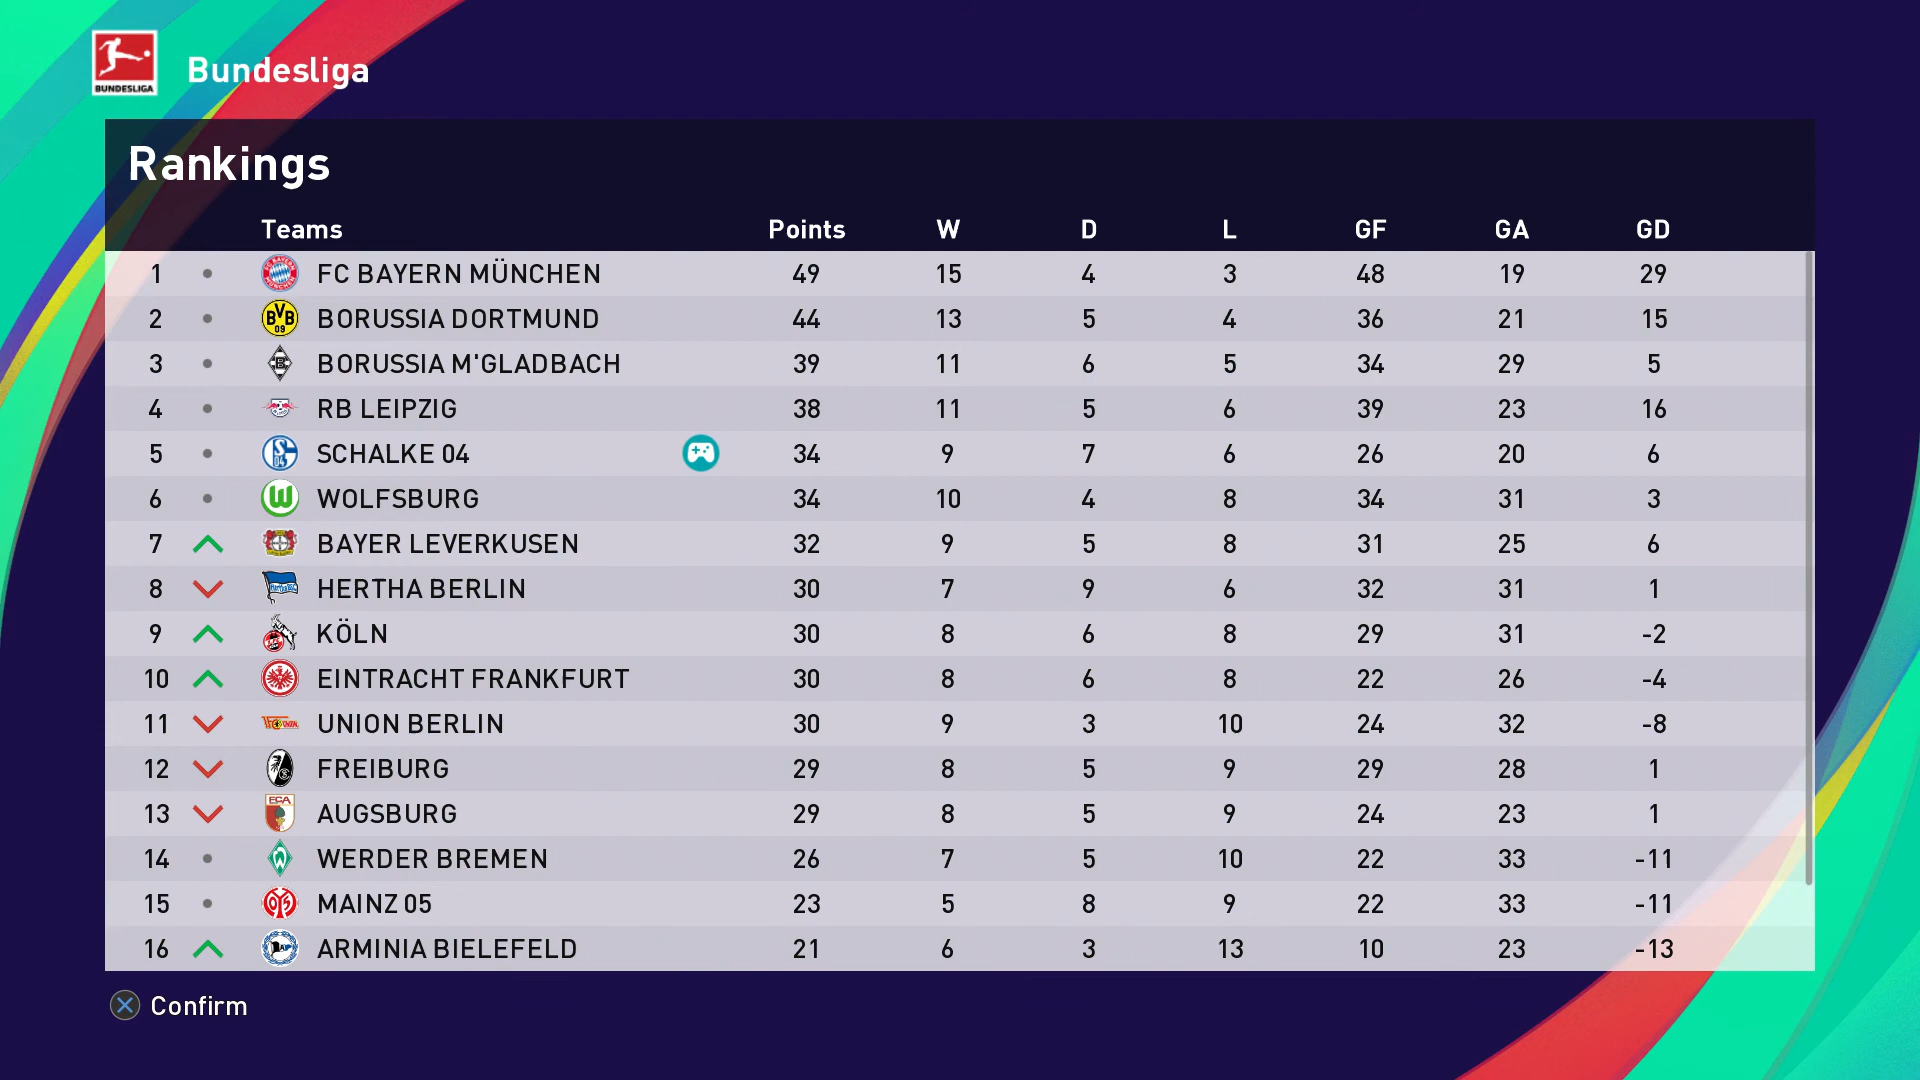 BUNDESLIGA
Bundesliga
Rankings
Teams Points W D L GF GA GD
1 FC BAYERN MÜNCHEN 49 15 4 3 48 19 29
2 BVB 09 BORUSSIA DORTMUND 44 13 5 4 36 21 15
3 BORUSSIA M'GLADBACH 39 11 6 5 34 29 5
4 RB LEIPZIG 38 11 5 6 39 23 16
5 SCHALKE 04 34 9 7 6 26 20 6
6 W WOLFSBURG 34 10 4 8 34 31 3
7 BAYER LEVERKUSEN 32 9 5 8 31 25 6
8 HERTHA BERLIN 30 7 9 6 32 31 1
9 KÖLN 30 8 6 8 29 31 -2
10 EINTRACHT FRANKFURT 30 8 6 8 22 26 -4
11 UNION BERLIN 30 9 3 10 24 32 -8
12 FREIBURG 29 8 5 9 29 28 1
13 FCA AUGSBURG 29 8 5 9 24 23 1
14 W WERDER BREMEN 26 7 5 10 22 33 -11
15 MAINZ 05 23 5 8 9 22 33 -11
16 ARMINIA BIELEFELD 21 6 3 13 10 23 -13
Confirm